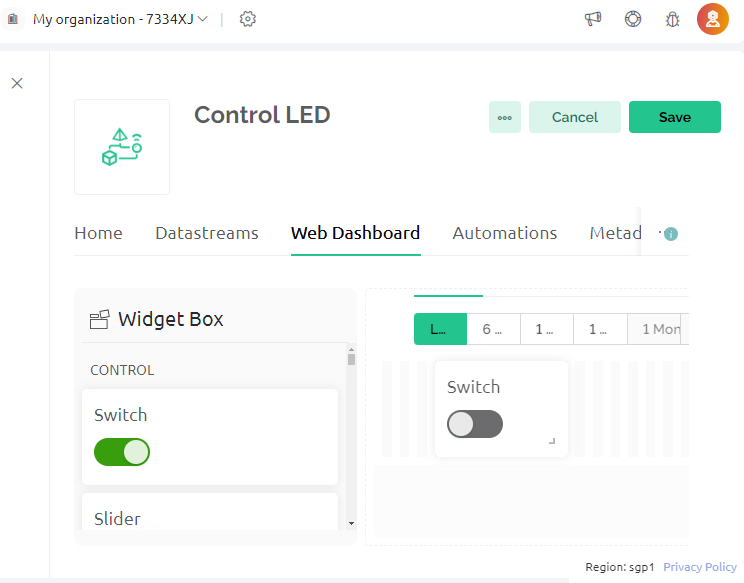 My organization - 7334XJ
Control LED
Cancel
Save
Home
Datastreams
Web Dashboard
Automations
Metad
Widget Box
CONTROL
Switch
Slider
L...
6 ...
1 ...
1 ...
1 Mon
Switch
Region: sgp1
Privacy Policy